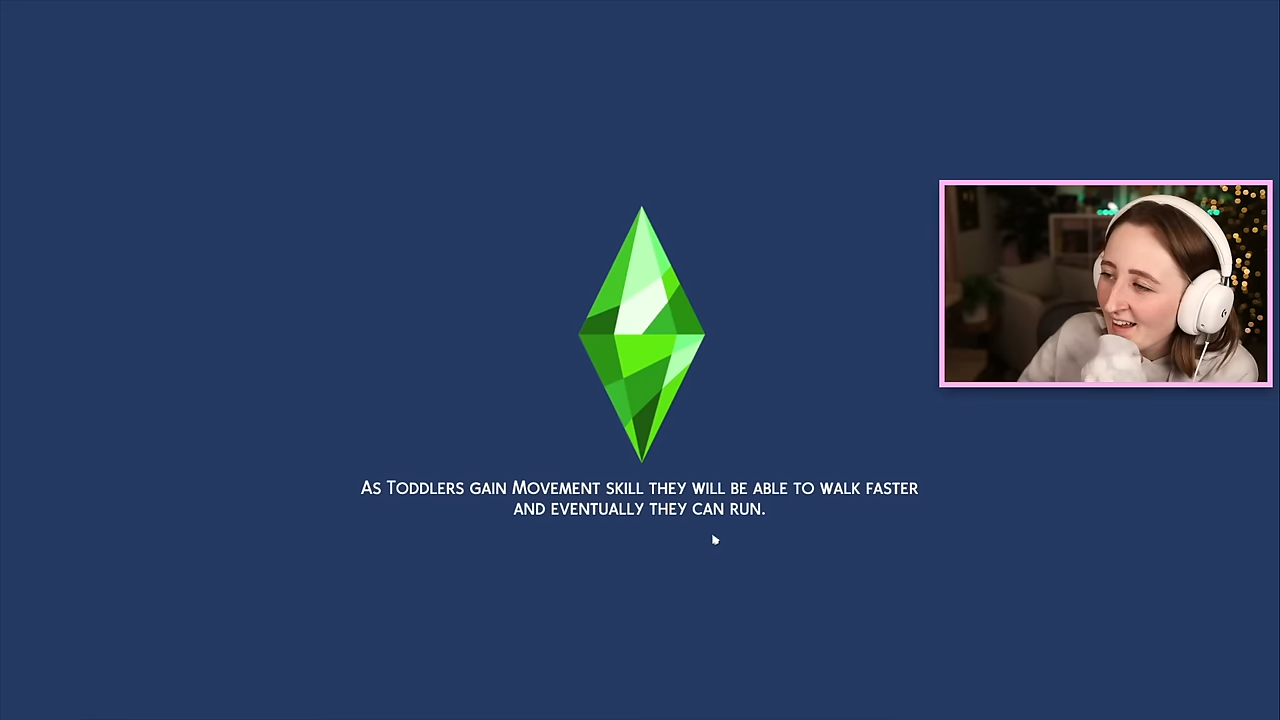 As Toddlers gain Movement skill they will be able to walk faster
and eventually they can run.